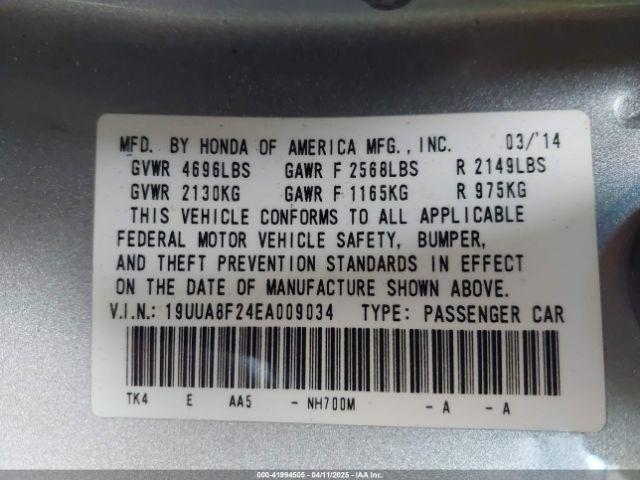 MFD. BY HONDA OF AMERICA MFG., INC. 03/'14
GVWR 4696LBS GAWR F 2568LBS R 2149LBS
GVWR 2130KG GAWR F 1165KG R 975KG
THIS VEHICLE CONFORMS TO ALL APPLICABLE
FEDERAL MOTOR VEHICLE SAFETY, BUMPER,
AND THEFT PREVENTION STANDARDS IN EFFECT
ON THE DATE OF MANUFACTURE SHOWN ABOVE.
V.I.N.: 19UUA8F24EA009034 TYPE: PASSENGER CAR
TK4 E AA5 - NH700M - A - A
000-41994505 - 04/11/2025 - IAA Inc.